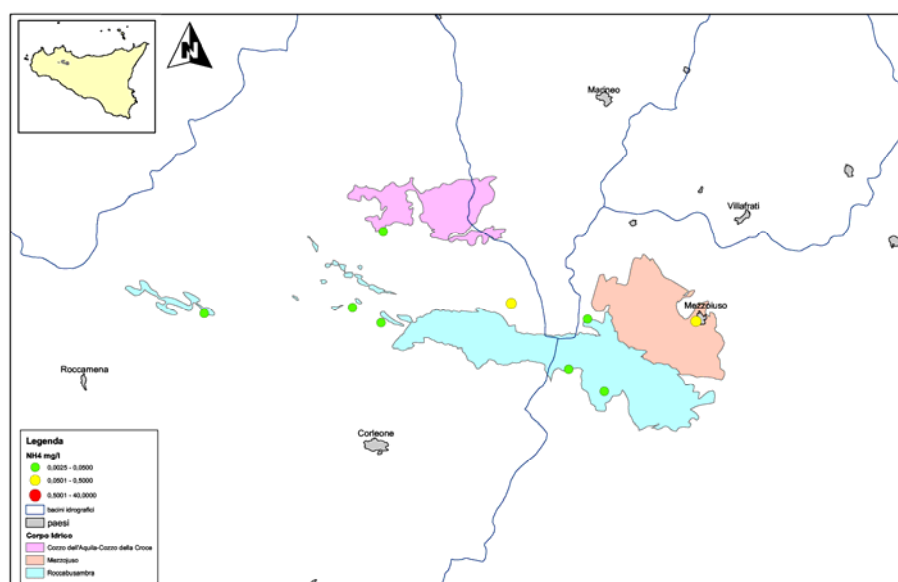 N
Marineo
Villafrati
Mezzojuso
Roccamena
Corleone
Legenda
NH4 mg/l
0,0025 - 0,0500
0,0501 - 0,5000
0,5001 - 40,0000
bacini idrografici
paesi
Corpo Idrico
Cozzo dell'Aquila-Cozzo della Croce
Mezzojuso
Roccabusambra